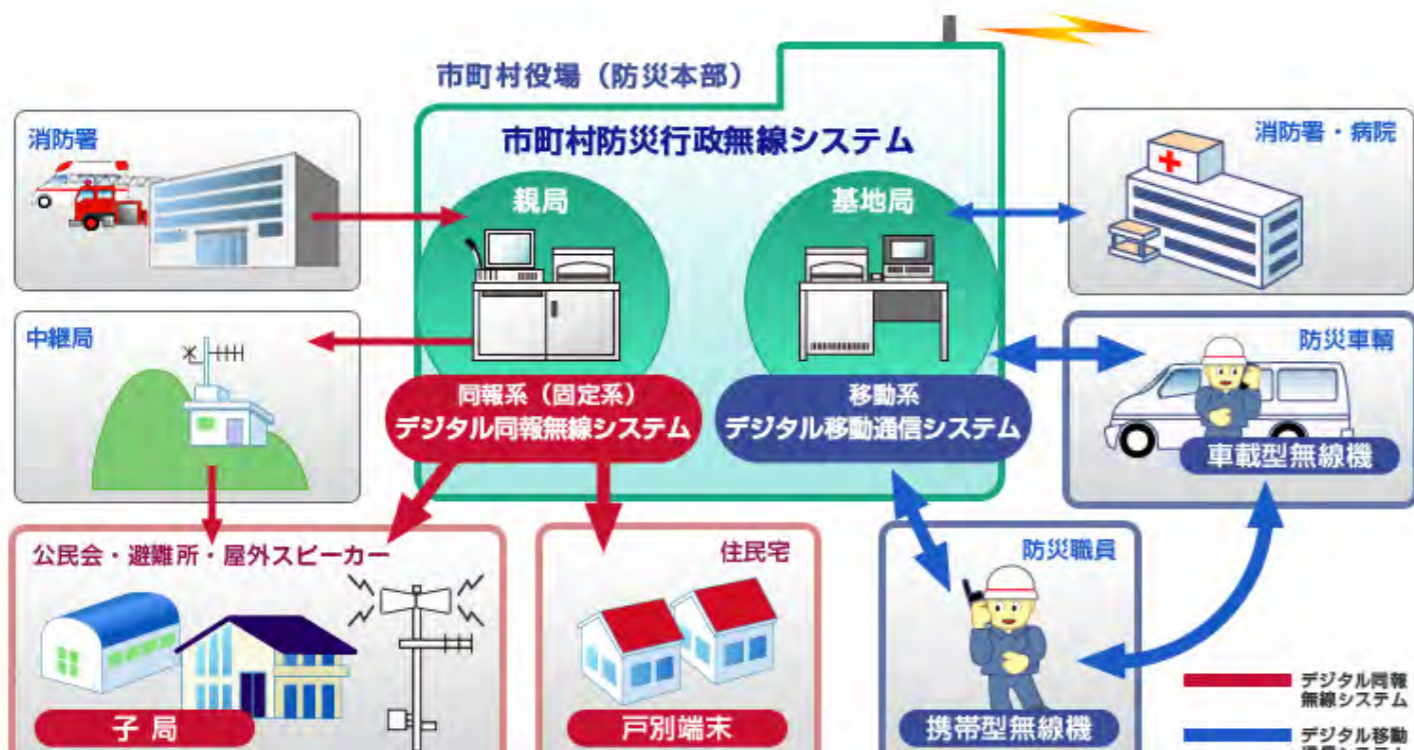 市町村役場（防災本部）
市町村防災行政無線システム
消防署
親局
基地局
消防署・病院
中継局
同報系（固定系）
デジタル同報無線システム
移動系
デジタル移動通信システム
防災車輌
車載型無線機
公民会・避難所・屋外スピーカー
子局
住民宅
戸別端末
防災職員
携帯型無線機
デジタル同報
無線システム
デジタル移動